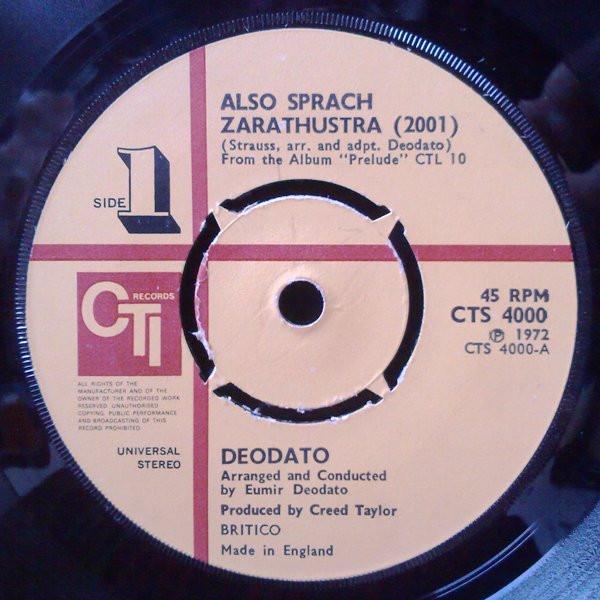 ALSO SPRACH
ZARATHUSTRA (2001)
(Strauss, arr. and adpt. Deodato)
From the Album "Prelude" CTL 10
SIDE 1
CTI RECORDS
ALL RIGHTS OF THE
MANUFACTURER AND OF THE
OWNER OF THE RECORDED WORK
RESERVED UNAUTHORISED
COPYING, PUBLIC PERFORMANCE
AND BROADCASTING OF THIS
RECORD PROHIBITED
UNIVERSAL
STEREO
45 RPM
CTS 4000
Ⓟ 1972
CTS 4000-A
DEODATO
Arranged and Conducted
by Eumir Deodato
Produced by Creed Taylor
BRITICO
Made in England